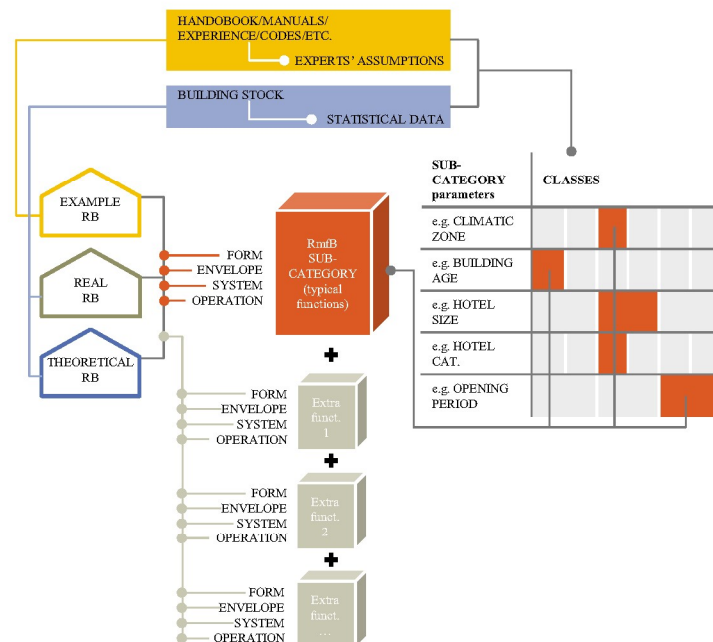 HANDOBOOK/MANUALS/
EXPERIENCE/CODES/ETC.
EXPERTS' ASSUMPTIONS
BUILDING STOCK
STATISTICAL DATA
EXAMPLE
RB
REAL
RB
THEORETICAL
RB
FORM
ENVELOPE
SYSTEM
OPERATION
RmfB
SUB-
CATEGORY
(typical
functions)
SUB-
CATEGORY
parameters
CLASSES
e.g. CLIMATIC
ZONE
e.g. BUILDING
AGE
e.g. HOTEL
SIZE
e.g. HOTEL
CAT.
e.g. OPENING
PERIOD
+
FORM
ENVELOPE
SYSTEM
OPERATION
Extra
funct.
1
+
FORM
ENVELOPE
SYSTEM
OPERATION
Extra
funct.
2
+
FORM
ENVELOPE
SYSTEM
OPERATION
Extra
funct.
...